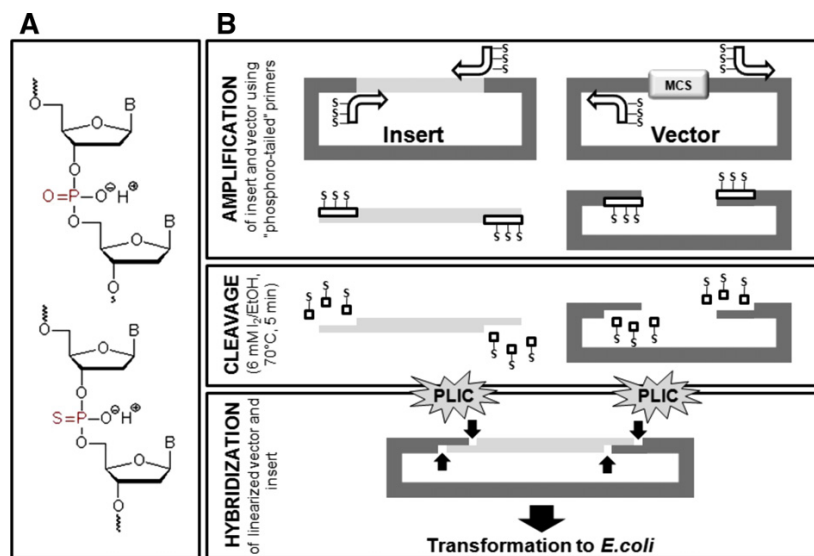 A
B
O
B
O
O
O=P-O⊖H⊕
O
B
O
O
O
B
O
O
S=P-O⊖H⊕
O
B
O
O
AMPLIFICATION
of insert and vector using
"phosphoro-tailed" primers
S
S
S
S
S
S
Insert
S
S
S
MCS
S
S
S
Vector
S S S
S S S
S S S
S S S
CLEAVAGE
(6 mM I₂/EtOH,
70°C, 5 min)
S S S
S S S
S S S
S S S
HYBRIDIZATION
of linearized vector and
insert
PLIC
PLIC
Transformation to E.coli